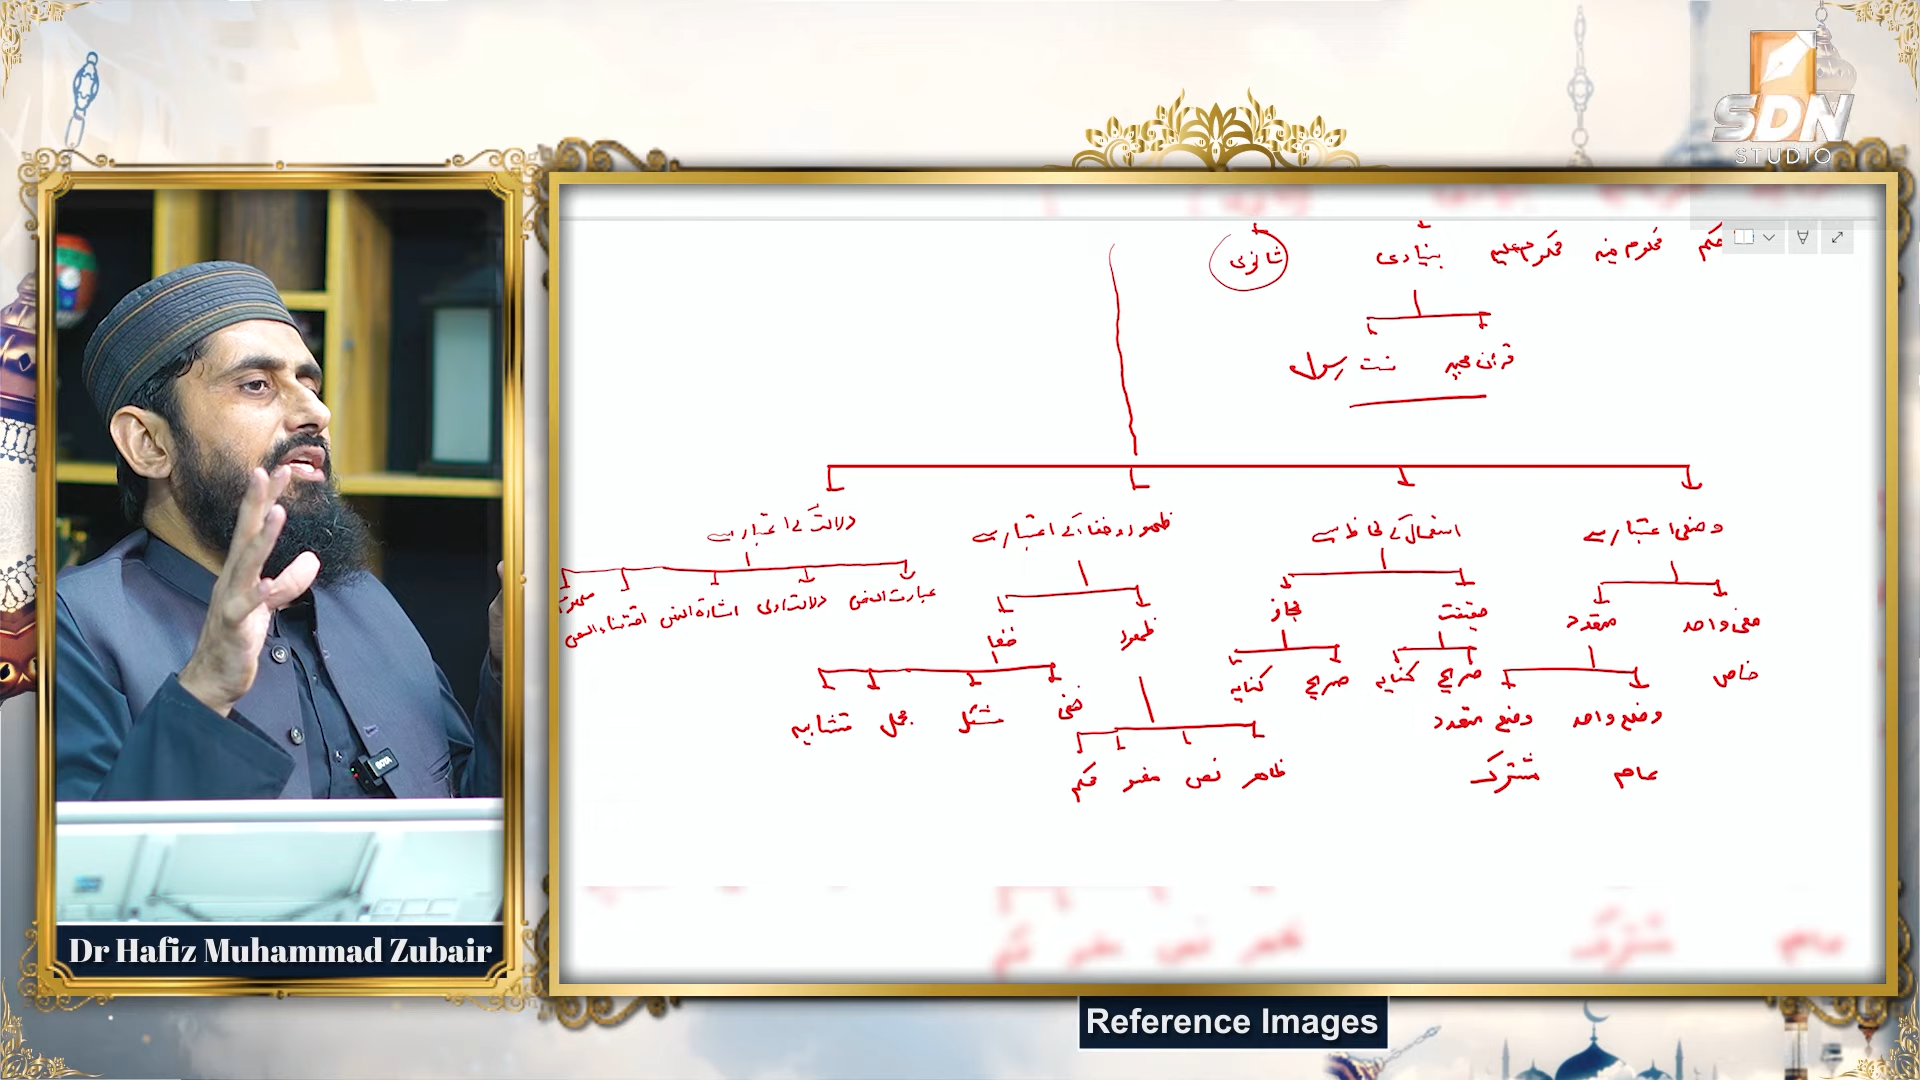 SDN
STUDIO
حکم محکوم فیہ محکوم علیہ بنیادی ثانوی
قرآن مجید سنت رسول
وضعی اعتبار سے استعمال کے لحاظ سے ظہور و خفا کے اعتبار سے دلالت کے اعتبار سے
معنی واحد متعدد حقیقت مجاز ظہور خفا عبارت النص دلالت اولی اشارۃ النص اقتضاء النص
خاص وضع واحد وضع متعدد صریح کنایہ صریح کنایہ خفی مشکل مجمل متشابہ
عام مشترک ظاہر نص مفسر محکم
Dr Hafiz Muhammad Zubair
Reference Images